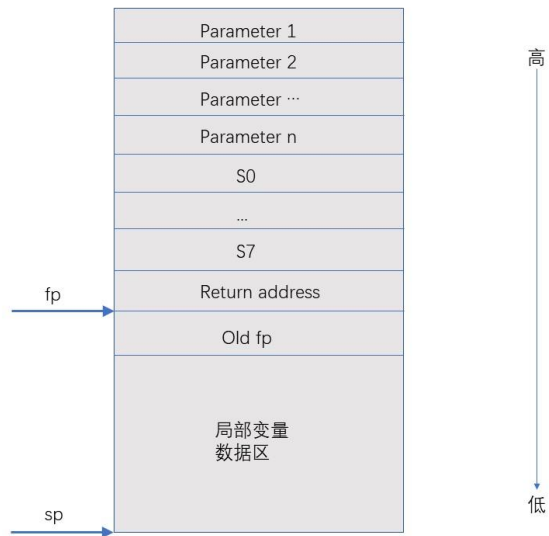 Parameter 1
高
Parameter 2
Parameter ···
Parameter n
S0
...
S7
fp
Return address
Old fp
局部变量
数据区
sp
低